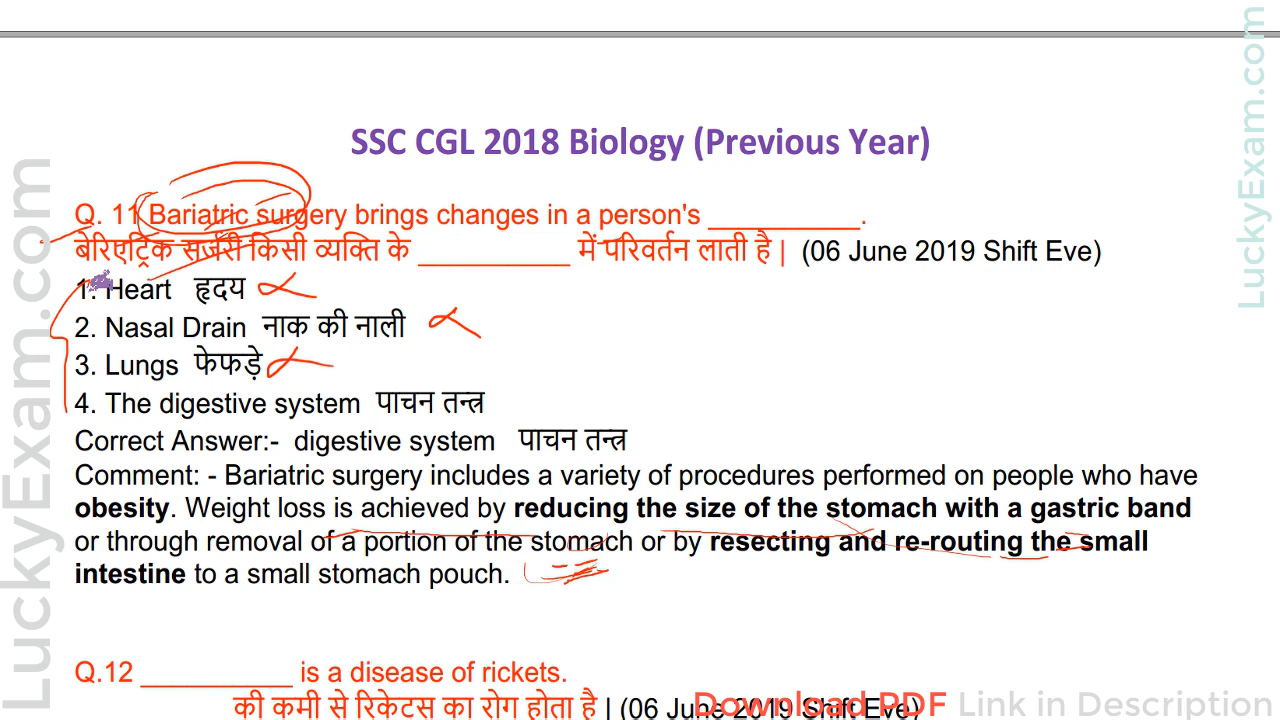 SSC CGL 2018 Biology (Previous Year)
Q. 11 Bariatric surgery brings changes in a person's __________.
बेरिएट्रिक सर्जरी किसी व्यक्ति के __________ में परिवर्तन लाती है | (06 June 2019 Shift Eve)
1. Heart हृदय
2. Nasal Drain नाक की नाली
3. Lungs फेफड़े
4. The digestive system पाचन तन्त्र
Correct Answer:- digestive system पाचन तन्त्र
Comment: - Bariatric surgery includes a variety of procedures performed on people who have
obesity. Weight loss is achieved by reducing the size of the stomach with a gastric band
or through removal of a portion of the stomach or by resecting and re-routing the small
intestine to a small stomach pouch.
Q.12 __________ is a disease of rickets.
की कमी से रिकेटस का रोग होता है | (06 June 2019 Shift Eve)
Download PDF Link in Description
LuckyExam.com
LuckyExam.com